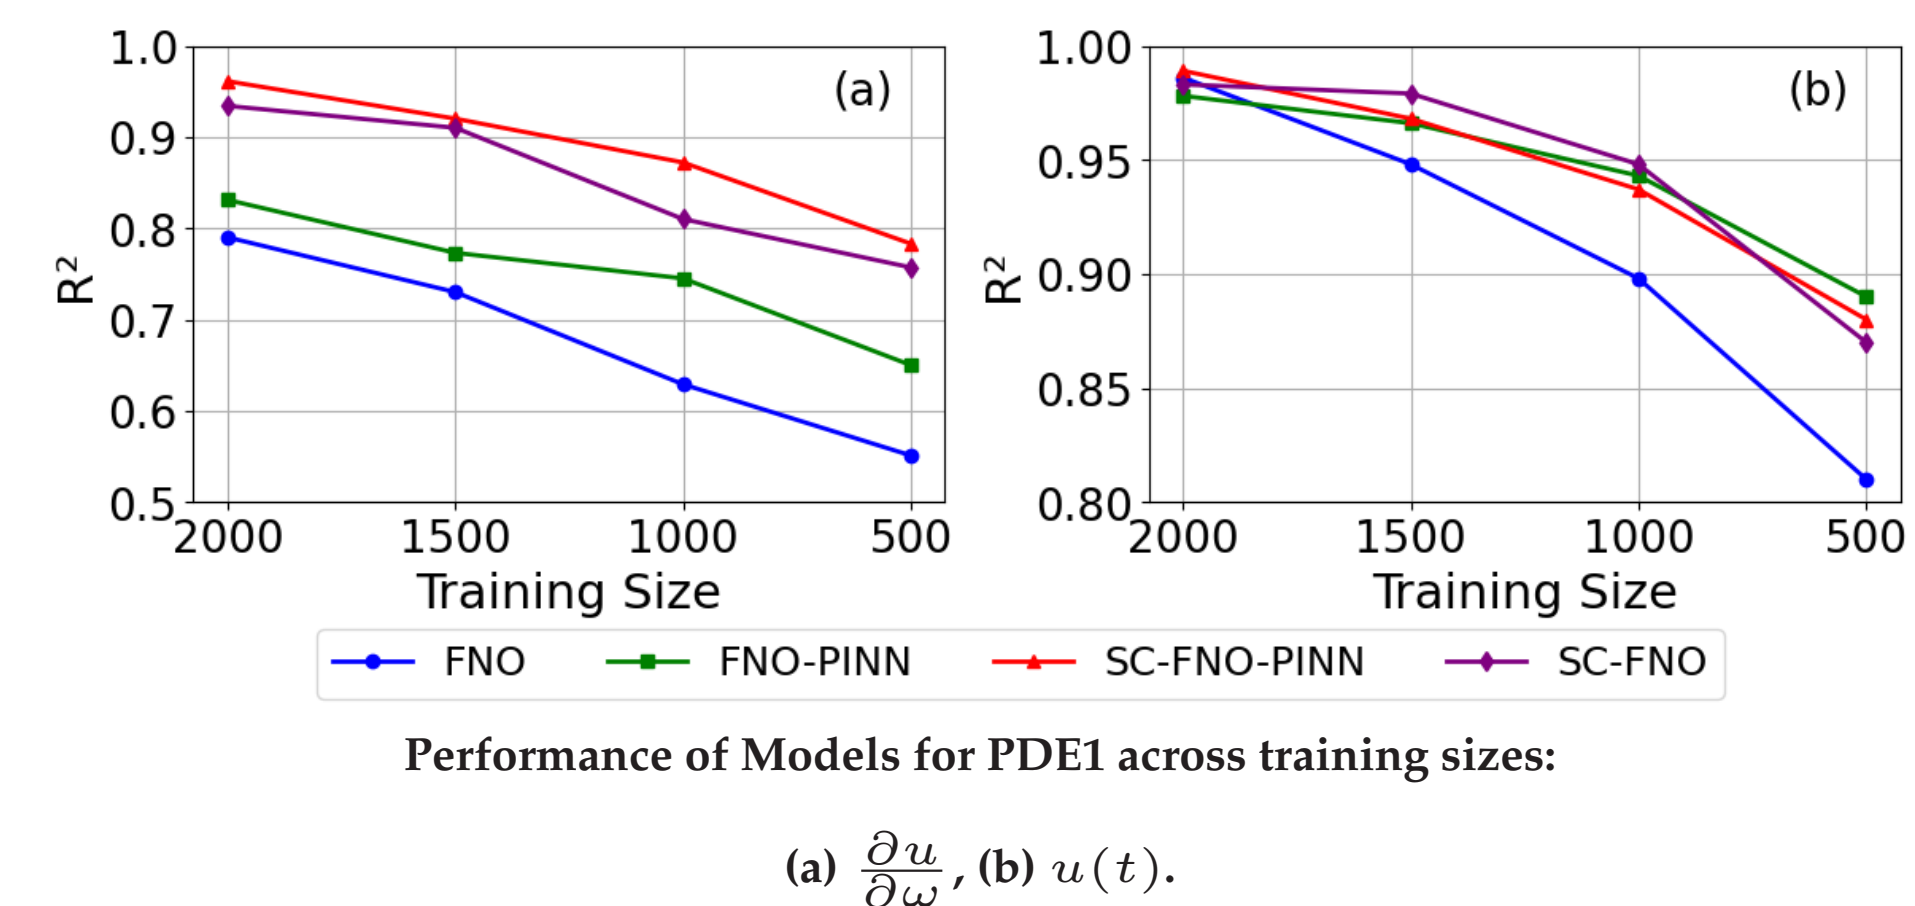 1.0
0.9
0.8
0.7
0.6
0.5
R²
(a)
2000 1500 1000 500
Training Size
1.00
0.95
0.90
0.85
0.80
R²
(b)
2000 1500 1000 500
Training Size
FNO FNO-PINN SC-FNO-PINN SC-FNO
Performance of Models for PDE1 across training sizes:
(a) ∂u/∂ω, (b) u(t).